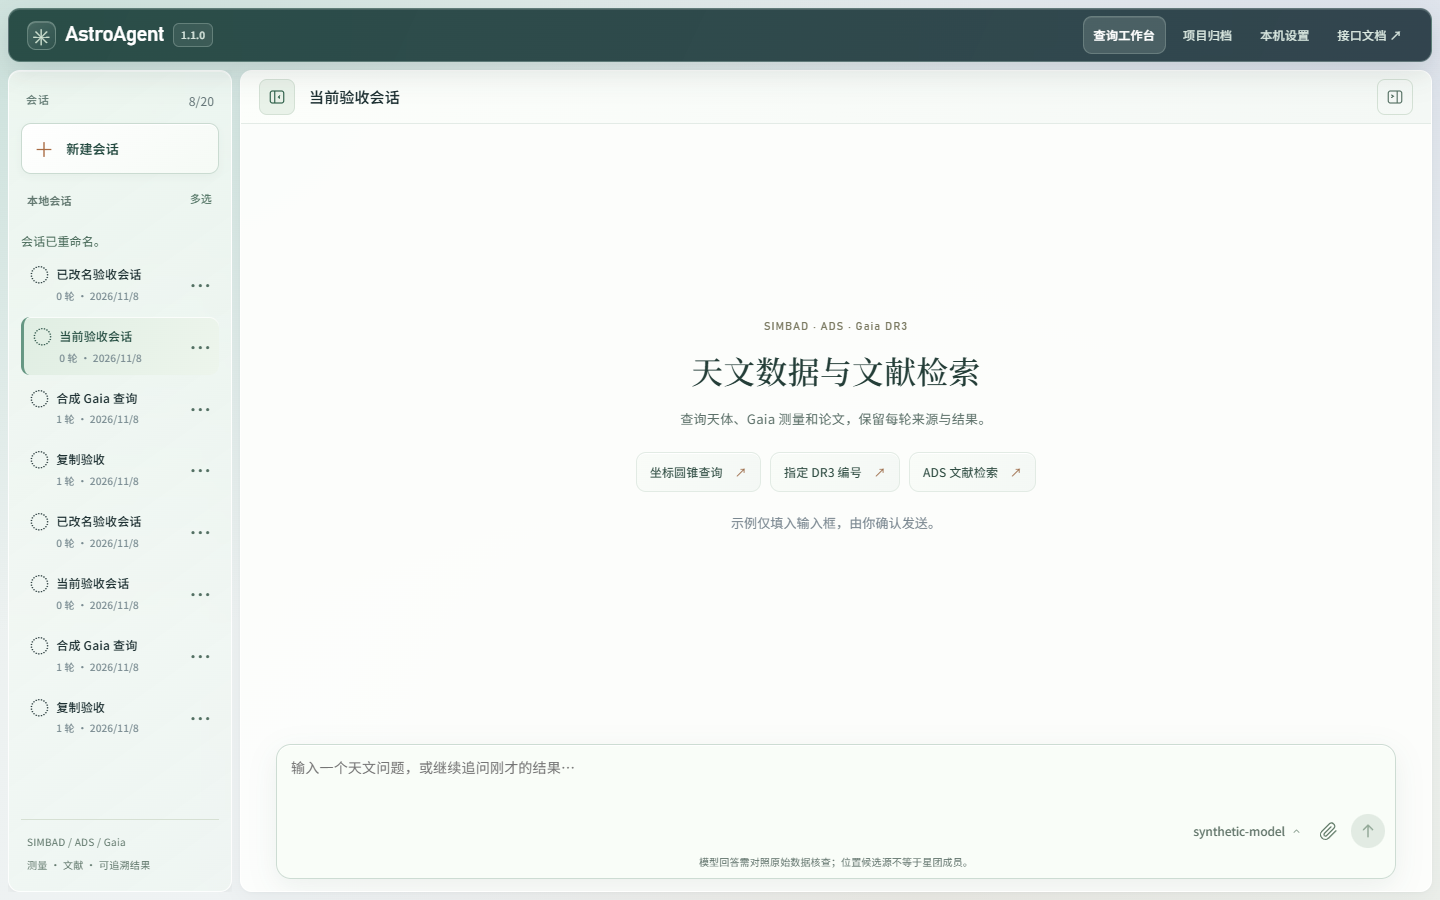 AstroAgent 1.1.0 查询工作台 项目归档 本机设置 接口文档 ↗
会话 8/20
新建会话
本地会话 多选
会话已重命名。
已改名验收会话
0 轮 · 2026/11/8
当前验收会话
0 轮 · 2026/11/8
合成 Gaia 查询
1 轮 · 2026/11/8
复制验收
1 轮 · 2026/11/8
已改名验收会话
0 轮 · 2026/11/8
当前验收会话
0 轮 · 2026/11/8
合成 Gaia 查询
1 轮 · 2026/11/8
复制验收
1 轮 · 2026/11/8
SIMBAD / ADS / Gaia
测量 · 文献 · 可追溯结果
当前验收会话
SIMBAD · ADS · Gaia DR3
天文数据与文献检索
查询天体、Gaia 测量和论文，保留每轮来源与结果。
坐标圆锥查询 ↗ 指定 DR3 编号 ↗ ADS 文献检索 ↗
示例仅填入输入框，由你确认发送。
输入一个天文问题，或继续追问刚才的结果…
synthetic-model
模型回答需对照原始数据核查；位置候选源不等于星团成员。